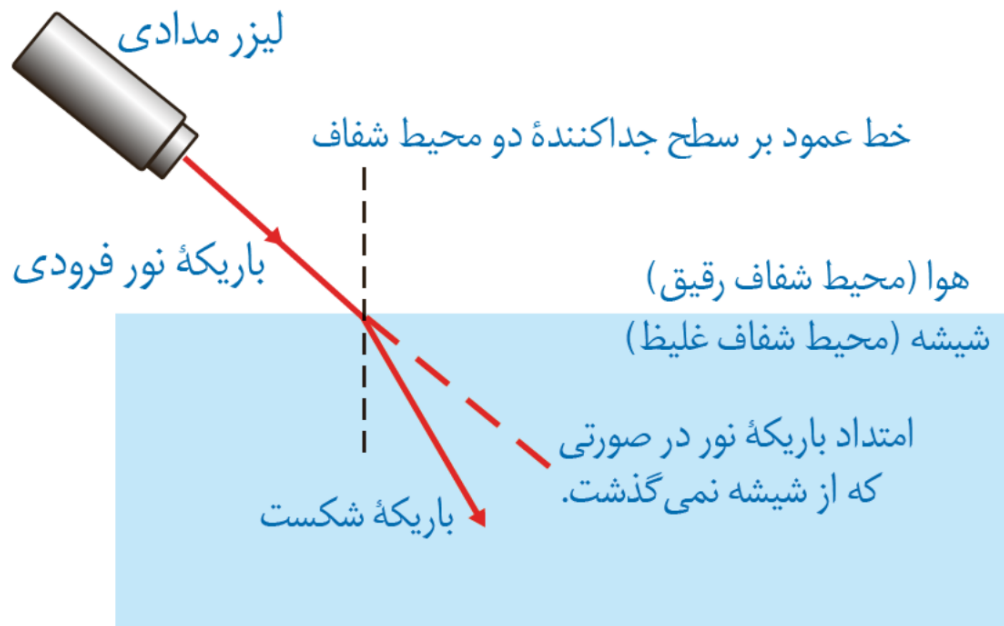 لیزر مدادی
خط عمود بر سطح جداکنندهٔ دو محیط شفاف
باریکهٔ نور فرودی
هوا (محیط شفاف رقیق)
شیشه (محیط شفاف غلیظ)
امتداد باریکهٔ نور در صورتی
که از شیشه نمی‌گذشت.
باریکهٔ شکست